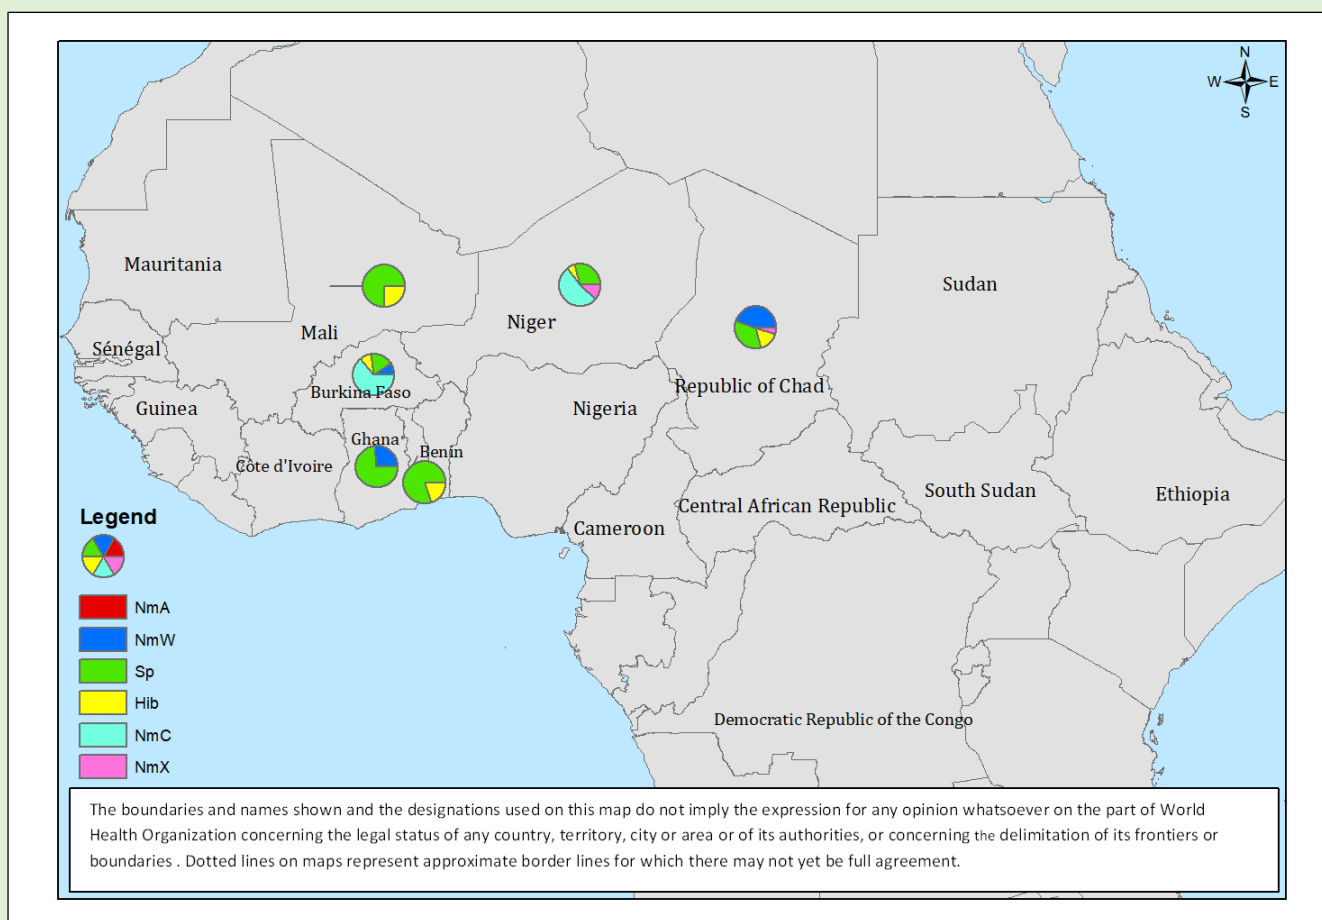 N
W E
S
Mauritania
Sudan
Niger
Mali
Sénégal
Republic of Chad
Burkina Faso
Guinea
Nigeria
Ghana
Benin
Côte d'Ivoire
South Sudan
Ethiopia
Central African Republic
Cameroon
Legend
NmA
NmW
Sp
Hib
NmC
NmX
Democratic Republic of the Congo
The boundaries and names shown and the designations used on this map do not imply the expression for any opinion whatsoever on the part of World
Health Organization concerning the legal status of any country, territory, city or area or of its authorities, or concerning the delimitation of its frontiers or
boundaries . Dotted lines on maps represent approximate border lines for which there may not yet be full agreement.